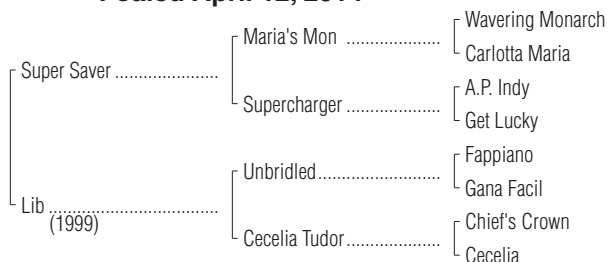 Foaled April 12,
Wavering Monarch
Maria's Mon ....................
Carlotta Maria
Super Saver ......................
A.P. Indy
Supercharger ....................
Get Lucky
Fappiano
Unbridled..........................
Gana Facil
Lib ....................................
(1999)
Chief's Crown
Cecelia Tudor....................
Cecelia